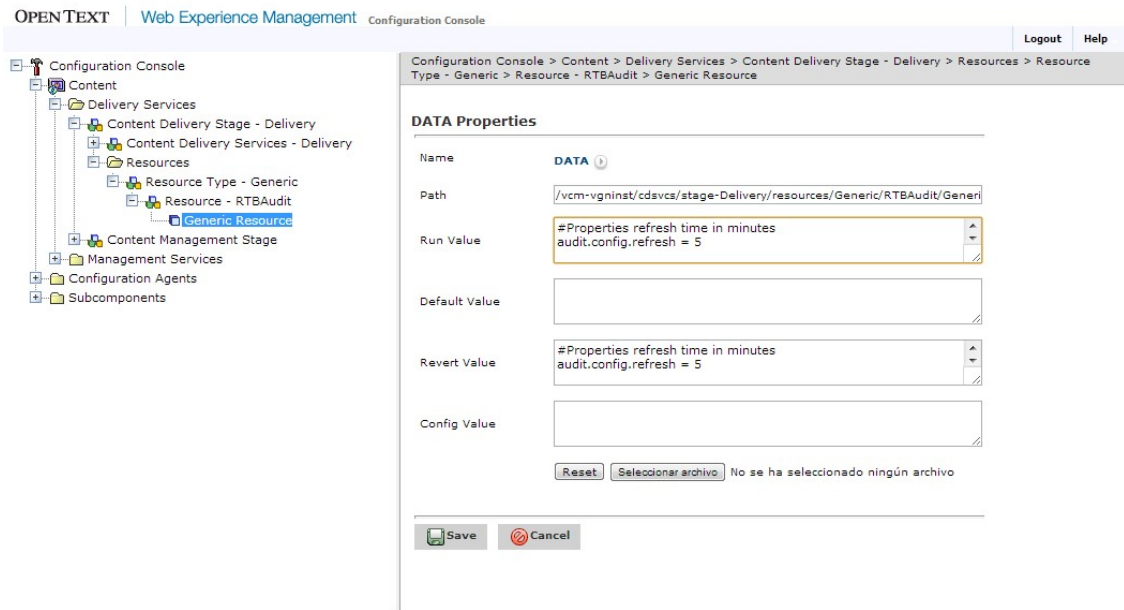 OPENTEXT Web Experience Management Configuration Console
Logout Help
Configuration Console
Content
Delivery Services
Content Delivery Stage - Delivery
Content Delivery Services - Delivery
Resources
Resource Type - Generic
Resource - RTBAudit
Generic Resource
Content Management Stage
Management Services
Configuration Agents
Subcomponents
Configuration Console > Content > Delivery Services > Content Delivery Stage - Delivery > Resources > Resource
Type - Generic > Resource - RTBAudit > Generic Resource
DATA Properties
Name DATA
Path /vcm-vgninst/cdsvcs/stage-Delivery/resources/Generic/RTBAudit/Generi
Run Value
#Properties refresh time in minutes
audit.config.refresh = 5
Default Value
Revert Value
#Properties refresh time in minutes
audit.config.refresh = 5
Config Value
Reset Seleccionar archivo No se ha seleccionado ningún archivo
Save Cancel